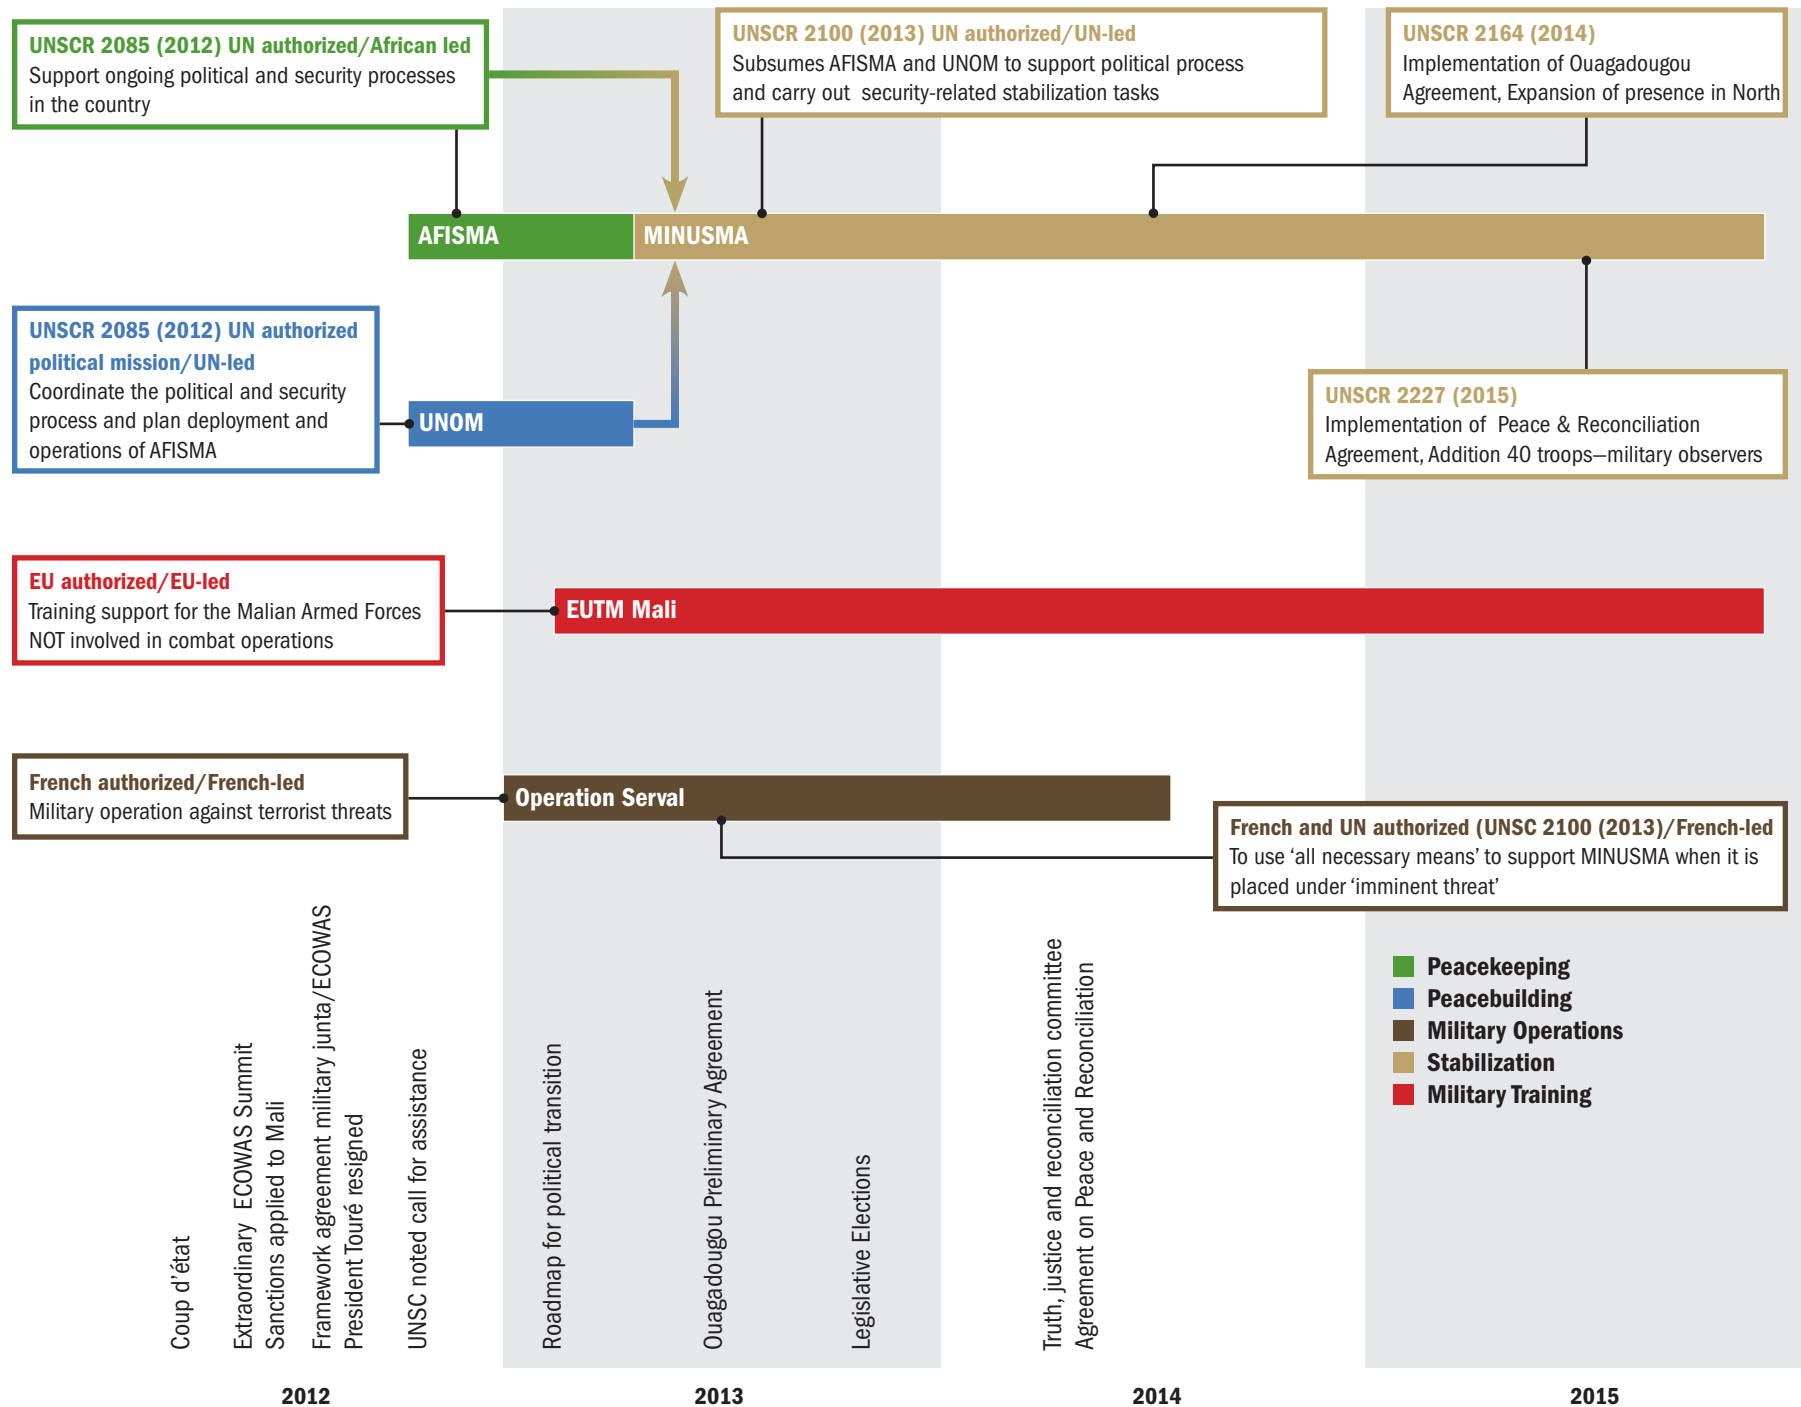 UNSCR 2085 (2012) UN authorized/African led
Support ongoing political and security processes
in the country
UNSCR 2100 (2013) UN authorized/UN-led
Subsumes AFISMA and UNOM to support political process
and carry out security-related stabilization tasks
UNSCR 2164 (2014)
Implementation of Ouagadougou
Agreement, Expansion of presence in North
AFISMA
MINUSMA
UNSCR 2085 (2012) UN authorized
political mission/UN-led
Coordinate the political and security
process and plan deployment and
operations of AFISMA
UNOM
UNSCR 2227 (2015)
Implementation of Peace & Reconciliation
Agreement, Addition 40 troops—military observers
EU authorized/EU-led
Training support for the Malian Armed Forces
NOT involved in combat operations
EUTM Mali
French authorized/French-led
Military operation against terrorist threats
Operation Serval
French and UN authorized (UNSC 2100 (2013)/French-led
To use ‘all necessary means’ to support MINUSMA when it is
placed under ‘imminent threat’
Coup d’état
Extraordinary ECOWAS Summit
Sanctions applied to Mali
Framework agreement military junta/ECOWAS
President Touré resigned
UNSC noted call for assistance
Roadmap for political transition
Ouagadougou Preliminary Agreement
Legislative Elections
Truth, justice and reconciliation committee
Agreement on Peace and Reconciliation
Peacekeeping
Peacebuilding
Military Operations
Stabilization
Military Training
2012
2013
2014
2015